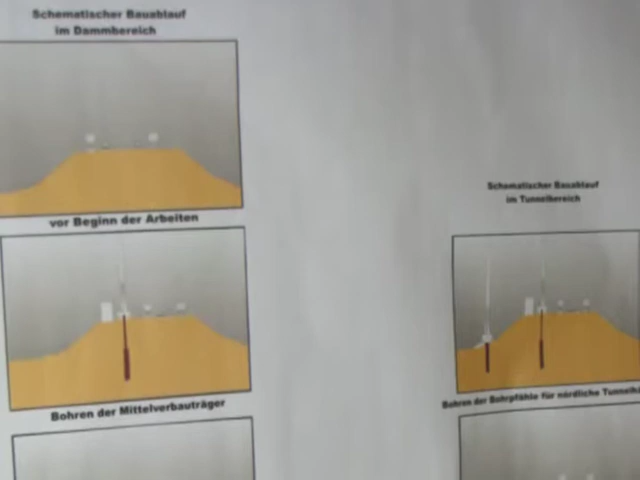 Schematischer Bauablauf
im Dammbereich
vor Beginn der Arbeiten
Bohren der Mittelverbauträger
Schematischer Bauablauf
im Tunnelbereich
Bohren der Bohrpfähle für nördliche